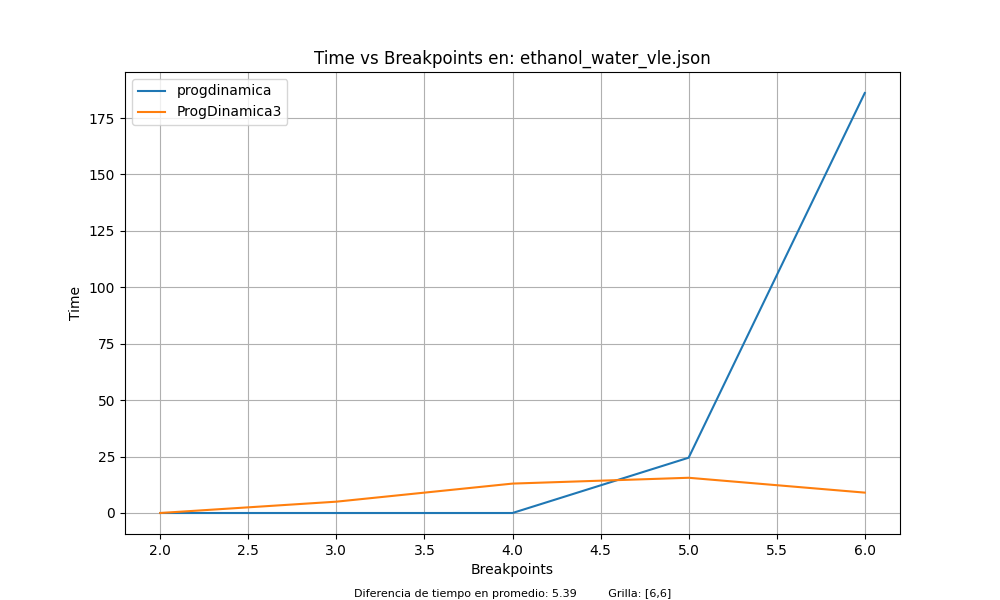 Time vs Breakpoints en: ethanol_water_vle.json
progdinamica
ProgDinamica3
175
150
125
100
75
50
25
0
Time
2.0 2.5 3.0 3.5 4.0 4.5 5.0 5.5 6.0
Breakpoints
Diferencia de tiempo en promedio: 5.39 Grilla: [6,6]